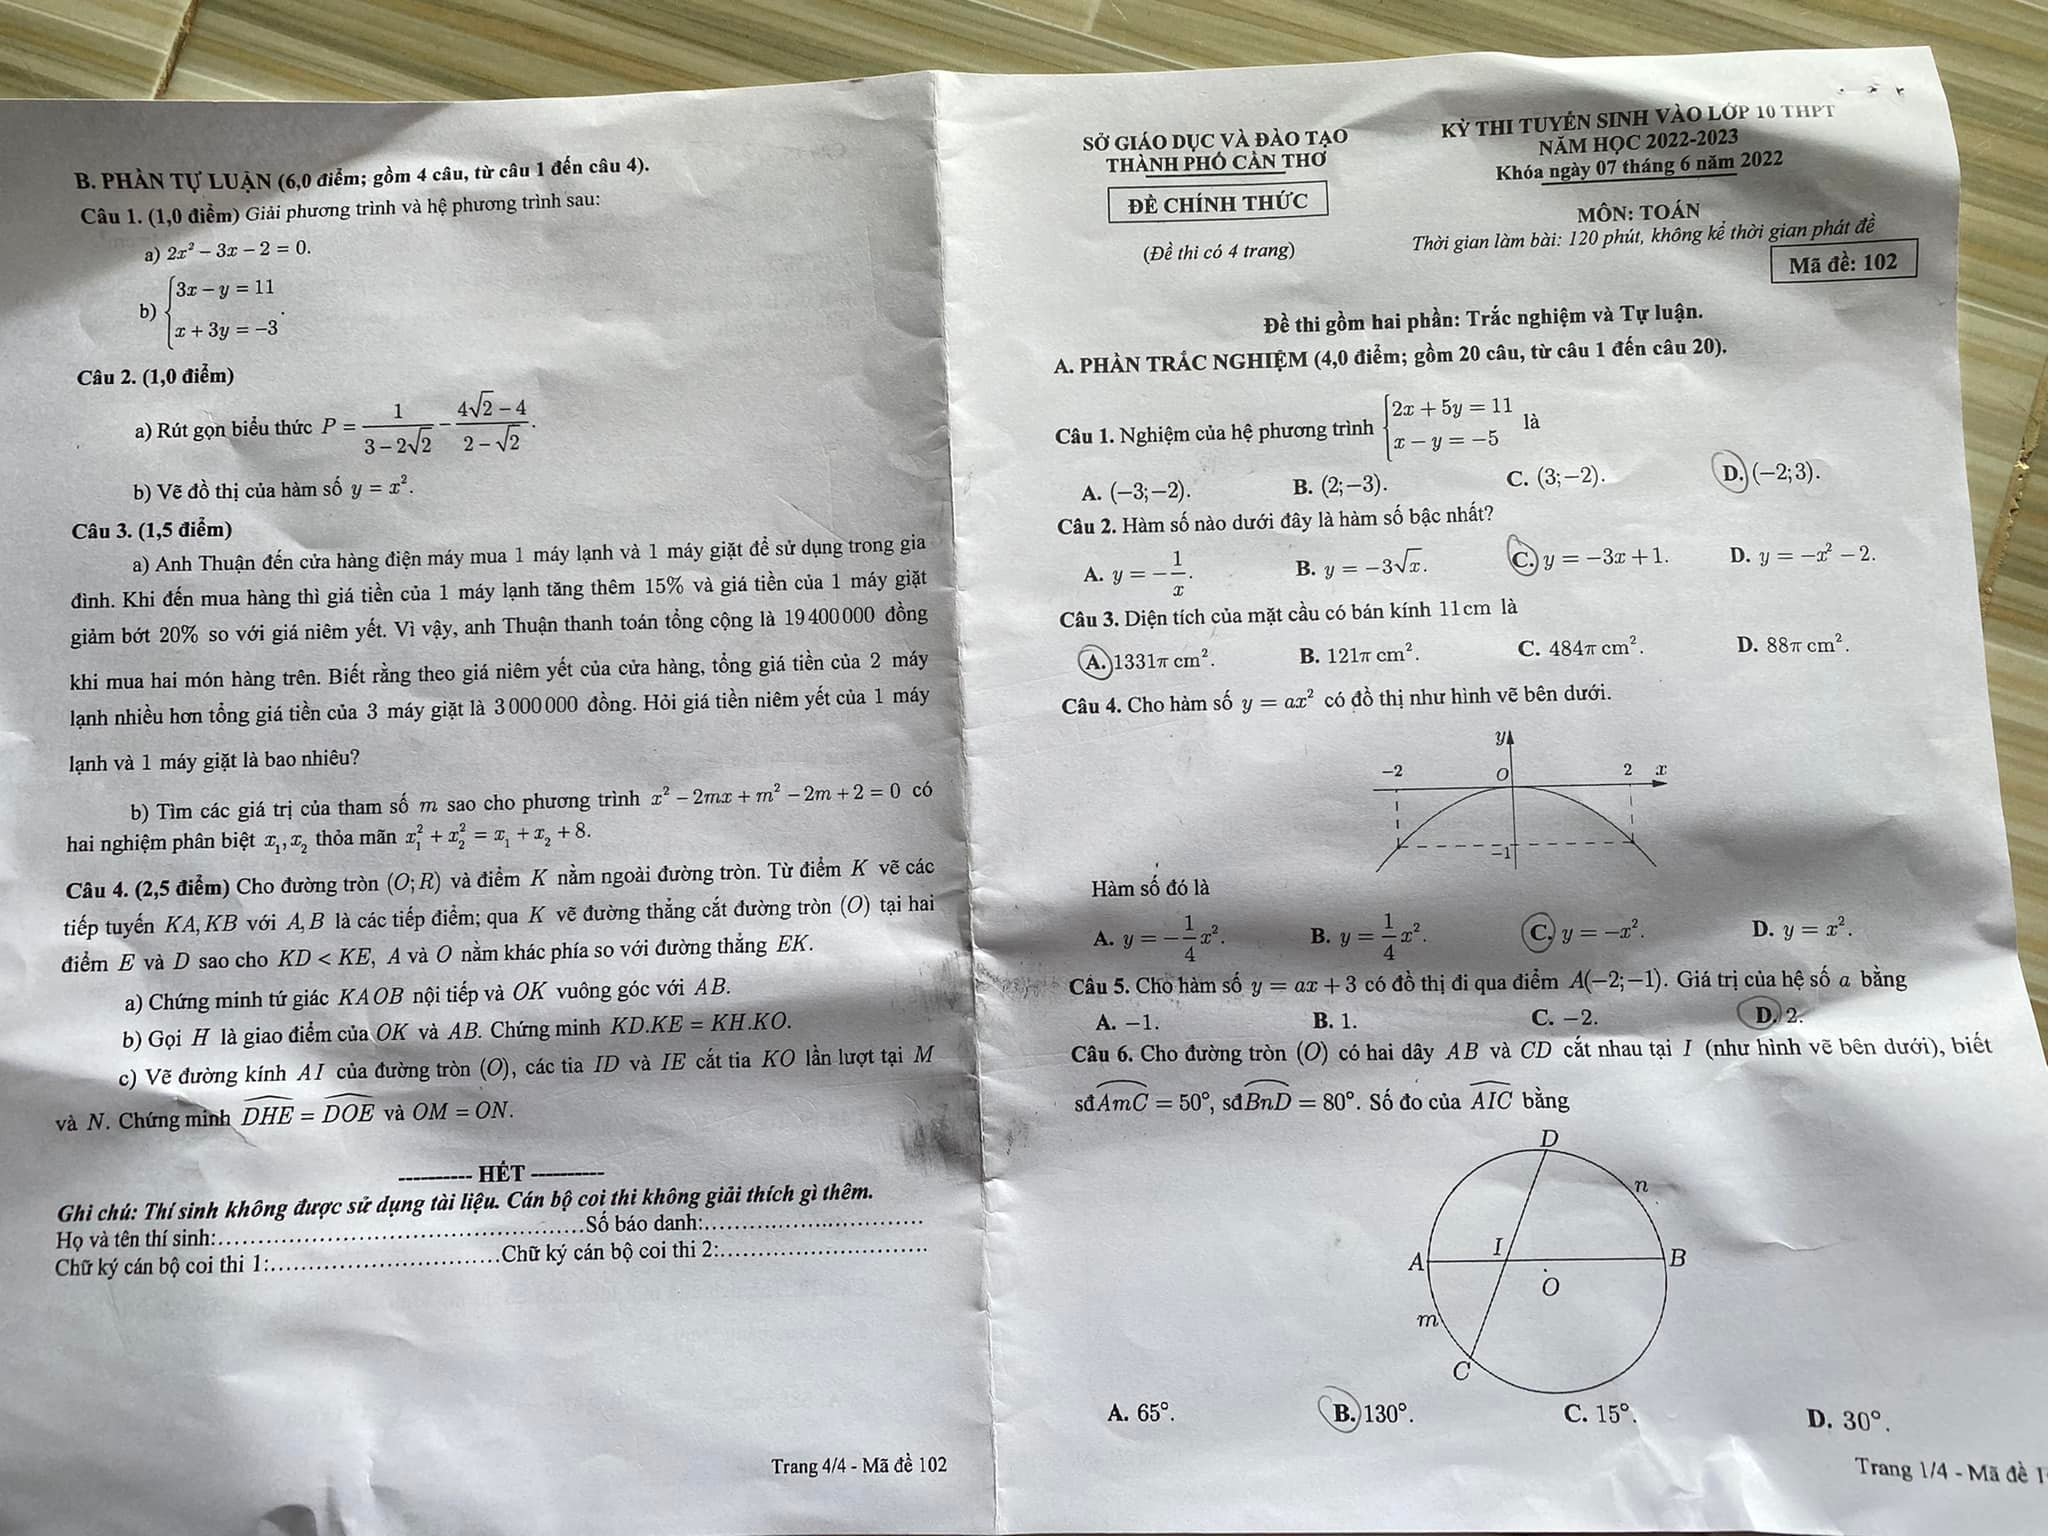 B. PHẦN TỰ LUẬN (6,0 điểm; gồm 4 câu, từ câu 1 đến câu 4).
Câu 1. (1,0 điểm) Giải phương trình và hệ phương trình sau:
a) 2x² − 3x − 2 = 0.
b) {3x − y = 11
x + 3y = −3.
Câu 2. (1,0 điểm)
a) Rút gọn biểu thức P = 1/(3 − 2√2) − (4√2 − 4)/(2 − √2).
b) Vẽ đồ thị của hàm số y = x².
Câu 3. (1,5 điểm)
a) Anh Thuận đến cửa hàng điện máy mua 1 máy lạnh và 1 máy giặt để sử dụng trong gia
đình. Khi đến mua hàng thì giá tiền của 1 máy lạnh tăng thêm 15% và giá tiền của 1 máy giặt
giảm bớt 20% so với giá niêm yết. Vì vậy, anh Thuận thanh toán tổng cộng là 19 400 000 đồng
khi mua hai món hàng trên. Biết rằng theo giá niêm yết của cửa hàng, tổng giá tiền của 2 máy
lạnh nhiều hơn tổng giá tiền của 3 máy giặt là 3 000 000 đồng. Hỏi giá tiền niêm yết của 1 máy
lạnh và 1 máy giặt là bao nhiêu?
b) Tìm các giá trị của tham số m sao cho phương trình x² − 2mx + m² − 2m + 2 = 0 có
hai nghiệm phân biệt x₁, x₂ thỏa mãn x₁² + x₂² = x₁ + x₂ + 8.
Câu 4. (2,5 điểm) Cho đường tròn (O; R) và điểm K nằm ngoài đường tròn. Từ điểm K vẽ các
tiếp tuyến KA, KB với A, B là các tiếp điểm; qua K vẽ đường thẳng cắt đường tròn (O) tại hai
điểm E và D sao cho KD < KE, A và O nằm khác phía so với đường thẳng EK.
a) Chứng minh tứ giác KAOB nội tiếp và OK vuông góc với AB.
b) Gọi H là giao điểm của OK và AB. Chứng minh KD.KE = KH.KO.
c) Vẽ đường kính AI của đường tròn (O), các tia ID và IE cắt tia KO lần lượt tại M
và N. Chứng minh DHE = DOE và OM = ON.
---------- HẾT ----------
Ghi chú: Thí sinh không được sử dụng tài liệu. Cán bộ coi thi không giải thích gì thêm.
Họ và tên thí sinh:..................................................Số báo danh:..............................
Chữ ký cán bộ coi thi 1:................................Chữ ký cán bộ coi thi 2:............................
Trang 4/4 - Mã đề 102
SỞ GIÁO DỤC VÀ ĐÀO TẠO
THÀNH PHỐ CẦN THƠ
ĐỀ CHÍNH THỨC
(Đề thi có 4 trang)
KỲ THI TUYỂN SINH VÀO LỚP 10 THPT
NĂM HỌC 2022-2023
Khóa ngày 07 tháng 6 năm 2022
MÔN: TOÁN
Thời gian làm bài: 120 phút, không kể thời gian phát đề
Mã đề: 102
Đề thi gồm hai phần: Trắc nghiệm và Tự luận.
A. PHẦN TRẮC NGHIỆM (4,0 điểm; gồm 20 câu, từ câu 1 đến câu 20).
Câu 1. Nghiệm của hệ phương trình {2x + 5y = 11
x − y = −5 là
A. (−3; −2). B. (2; −3). C. (3; −2). D. (−2; 3).
Câu 2. Hàm số nào dưới đây là hàm số bậc nhất?
A. y = −1/x. B. y = −3√x. C. y = −3x + 1. D. y = −x² − 2.
Câu 3. Diện tích của mặt cầu có bán kính 11 cm là
A. 1331π cm². B. 121π cm². C. 484π cm². D. 88π cm².
Câu 4. Cho hàm số y = ax² có đồ thị như hình vẽ bên dưới.
y
−2 O 2 x
−1
Hàm số đó là
A. y = −1/4 x². B. y = 1/4 x². C. y = −x². D. y = x².
Câu 5. Cho hàm số y = ax + 3 có đồ thị đi qua điểm A(−2; −1). Giá trị của hệ số a bằng
A. −1. B. 1. C. −2. D. 2.
Câu 6. Cho đường tròn (O) có hai dây AB và CD cắt nhau tại I (như hình vẽ bên dưới), biết
sđAmC = 50°, sđBnD = 80°. Số đo của AIC bằng
D
n
A I B
O
m
C
A. 65°. B. 130°. C. 15°. D. 30°.
Trang 1/4 - Mã đề 1